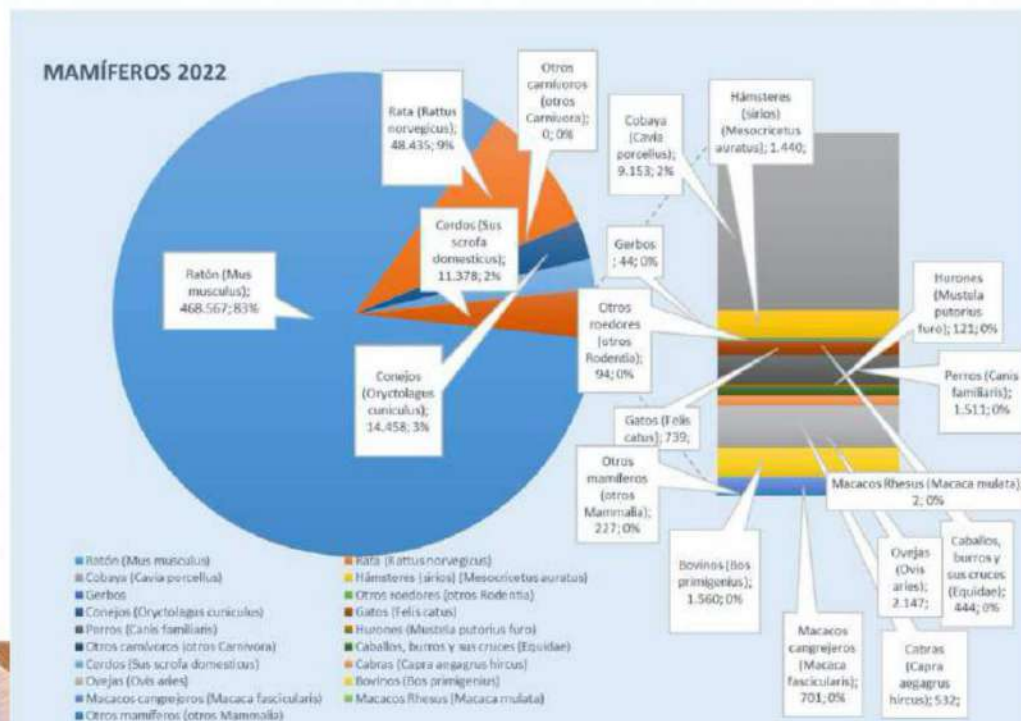 MAMÍFEROS 2022
Otros
carnívoros
(otros
Carnivora);
0; 0%
Rata (Rattus
norvegicus);
48.435; 9%
Cerdos (Sus
scrofa
domesticus);
11.378; 2%
Ratón (Mus
musculus);
468.567; 83%
Conejos
(Oryctolagus
cuniculus);
14.458; 3%
Hámsteres
(sirios)
(Mesocricetus
auratus); 1.440;
Cobaya
(Cavia
porcellus);
9.153; 2%
Gerbos
; 44; 0%
Otros
roedores
(otros
Rodentia);
94; 0%
Hurones
(Mustela
putorius
furo); 121; 0%
Perros (Canis
familiaris);
1.511; 0%
Gatos (Felis
catus); 739;
Otros
mamíferos
(otros
Mammalia);
227; 0%
Macacos Rhesus (Macaca mulata);
2; 0%
Bovinos (Bos
primigenius);
1.560; 0%
Ovejas
(Ovis
aries);
2.147;
Caballos,
burros y
sus cruces
(Equidae);
444; 0%
Macacos
cangrejeros
(Macaca
fascicularis);
701; 0%
Cabras
(Capra
aegagrus
hircus); 532;
Ratón (Mus musculus)
Rata (Rattus norvegicus)
Cobaya (Cavia porcellus)
Hámsteres (sirios) (Mesocricetus auratus)
Gerbos
Otros roedores (otros Rodentia)
Conejos (Oryctolagus cuniculus)
Gatos (Felis catus)
Perros (Canis familiaris)
Hurones (Mustela putorius furo)
Otros carnívoros (otros Carnivora)
Caballos, burros y sus cruces (Equidae)
Cerdos (Sus scrofa domesticus)
Cabras (Capra aegagrus hircus)
Ovejas (Ovis aries)
Bovinos (Bos primigenius)
Macacos cangrejeros (Macaca fascicularis)
Macacos Rhesus (Macaca mulata)
Otros mamíferos (otros Mammalia)